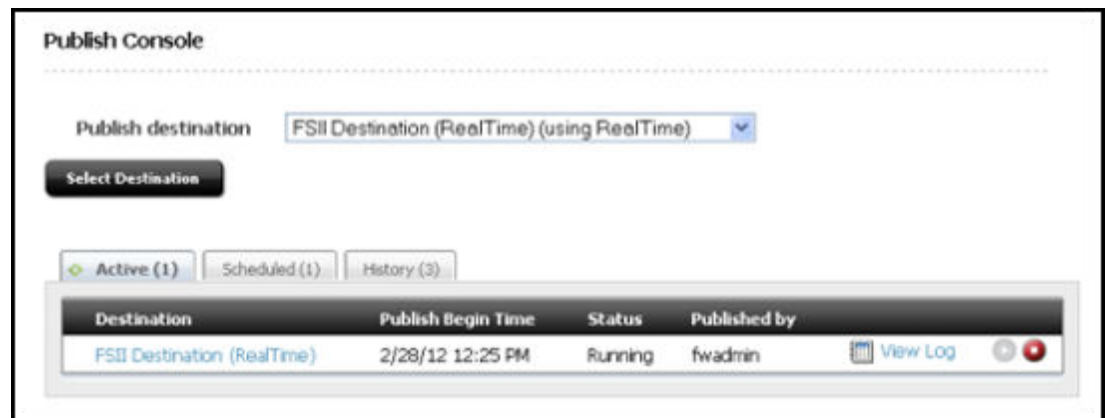 Publish Console
Publish destination FSII Destination (RealTime) (using RealTime)
Select Destination
Active (1) Scheduled (1) History (3)
Destination Publish Begin Time Status Published by
FSII Destination (RealTime) 2/28/12 12:25 PM Running fwadmin View Log